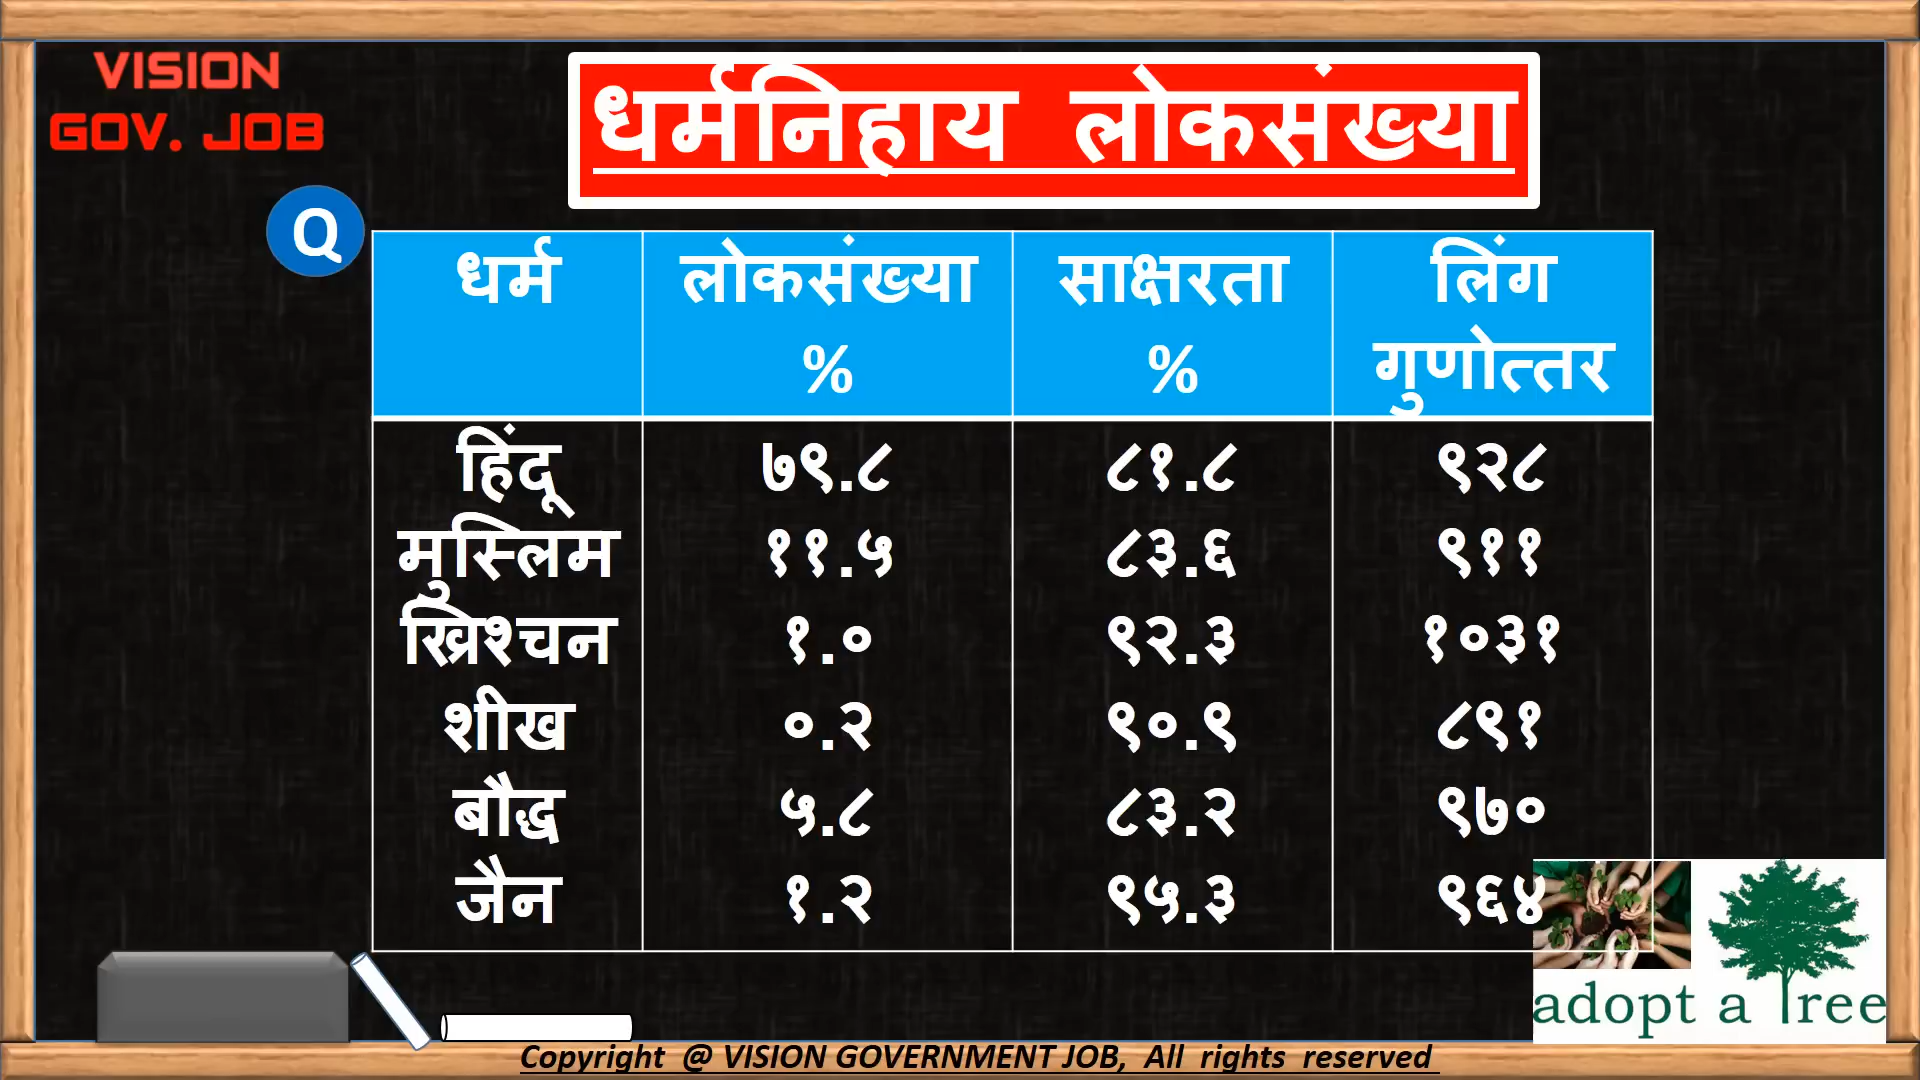 VISION
GOV. JOB
धर्मनिहाय लोकसंख्या
Q
धर्म लोकसंख्या % साक्षरता % लिंग गुणोत्तर
हिंदू ७९.८ ८१.८ ९२८
मुस्लिम ११.५ ८३.६ ९११
ख्रिश्चन १.० ९२.३ १०३१
शीख ०.२ ९०.९ ८९१
बौद्ध ५.८ ८३.२ ९७०
जैन १.२ ९५.३ ९६४
adopt a Tree
Copyright @ VISION GOVERNMENT JOB, All rights reserved